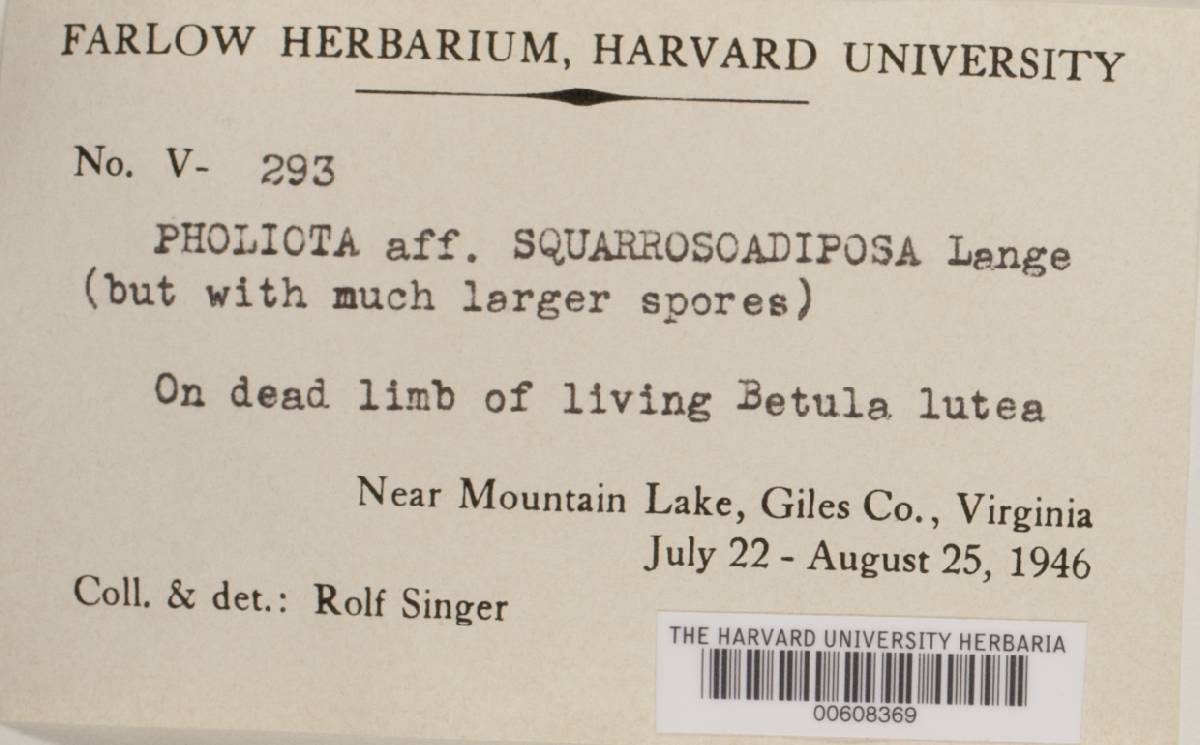 FARLOW HERBARIUM, HARVARD UNIVERSITY
No. V- 293
PHOLIOTA aff. SQUARROSOADIPOSA Lange
(but with much larger spores)
On dead limb of living Betula lutea
Near Mountain Lake, Giles Co., Virginia
July 22 - August 25, 1946
Coll. & det.: Rolf Singer
THE HARVARD UNIVERSITY HERBARIA
00608369